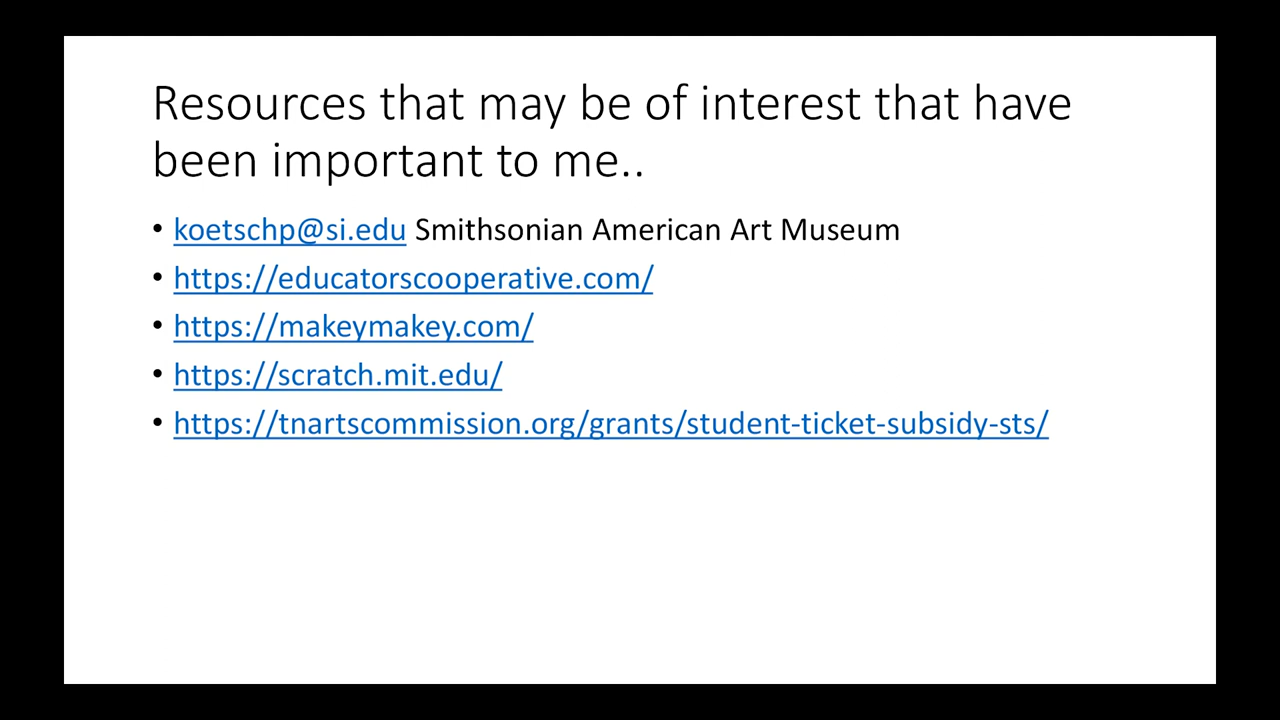 Resources that may be of interest that have
been important to me..
• koetschp@si.edu Smithsonian American Art Museum
• https://educatorscooperative.com/
• https://makeymakey.com/
• https://scratch.mit.edu/
• https://tnartscommission.org/grants/student-ticket-subsidy-sts/